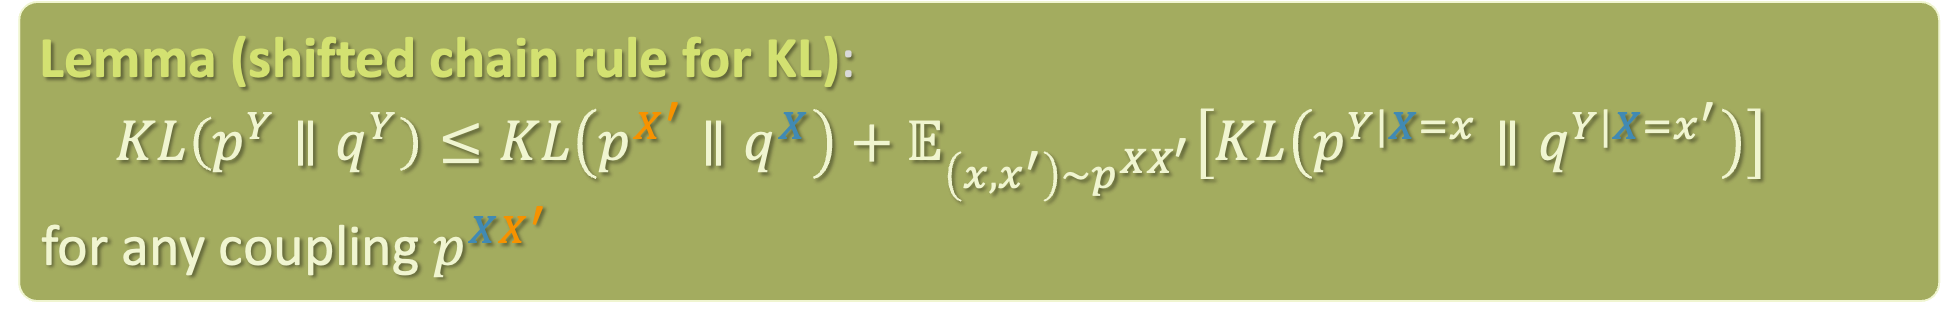 Lemma (shifted chain rule for KL):
KL(p^Y ∥ q^Y) ≤ KL(p^X′ ∥ q^X) + 𝔼_(x,x′)~p^XX′ [KL(p^Y|X=x ∥ q^Y|X=x′)]
for any coupling p^XX′